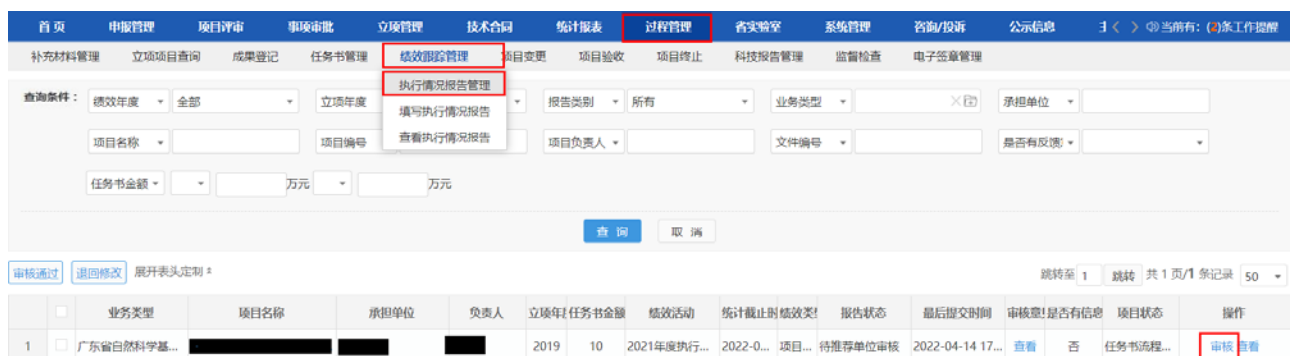 首 页 申报管理 项目评审 事项审批 立项管理 技术合同 统计报表 过程管理 省实验室 系统管理 咨询/投诉 公示信息 当前有:(2)条工作提醒
补充材料管理 立项项目查询 成果登记 任务书管理 绩效跟踪管理 项目变更 项目验收 项目终止 科技报告管理 监督检查 电子签章管理
执行情况报告管理
填写执行情况报告
查看执行情况报告
查询条件: 绩效年度 全部 立项年度 报告类别 所有 业务类型 承担单位
项目名称 项目编号 项目负责人 文件编号 是否有反馈
任务书金额 万元 万元
查 询 取 消
审核通过 退回修改 展开表头定制 跳转至 1 跳转 共 1 页/1 条记录 50
业务类型 项目名称 承担单位 负责人 立项年 任务书金额 绩效活动 统计截止时 绩效类 报告状态 最后提交时间 审核意 是否有信息 项目状态 操作
1 广东省自然科学基... 2019 10 2021年度执行... 2022-0... 项目... 待推荐单位审核 2022-04-14 17... 查看 否 任务书流程... 审核 查看